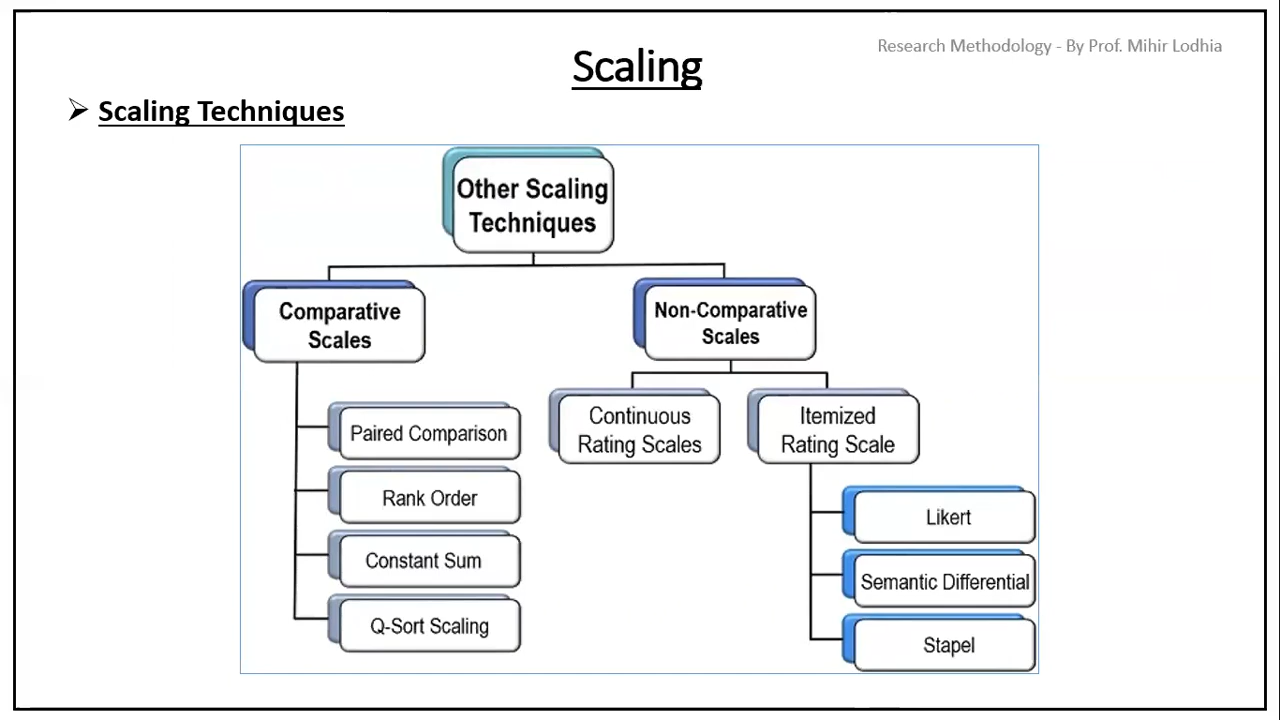 Research Methodology - By Prof. Mihir Lodhia
Scaling
Scaling Techniques
Other Scaling
Techniques
Comparative
Scales
Non-Comparative
Scales
Paired Comparison
Rank Order
Constant Sum
Q-Sort Scaling
Continuous
Rating Scales
Itemized
Rating Scale
Likert
Semantic Differential
Stapel